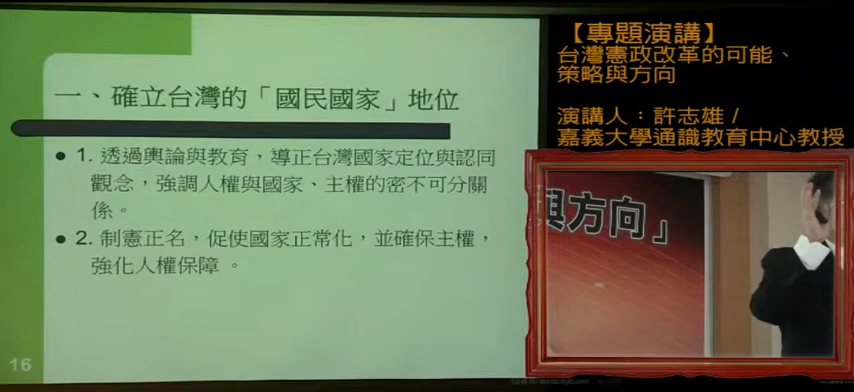 一、確立台灣的「國民國家」地位
● 1. 透過輿論與教育，導正台灣國家定位與認同
觀念，強調人權與國家、主權的密不可分關
係。
● 2. 制憲正名，促使國家正常化，並確保主權，
強化人權保障 。
16
【專題演講】
台灣憲政改革的可能、
策略與方向
演講人：許志雄 /
嘉義大學通識教育中心教授
與方向」